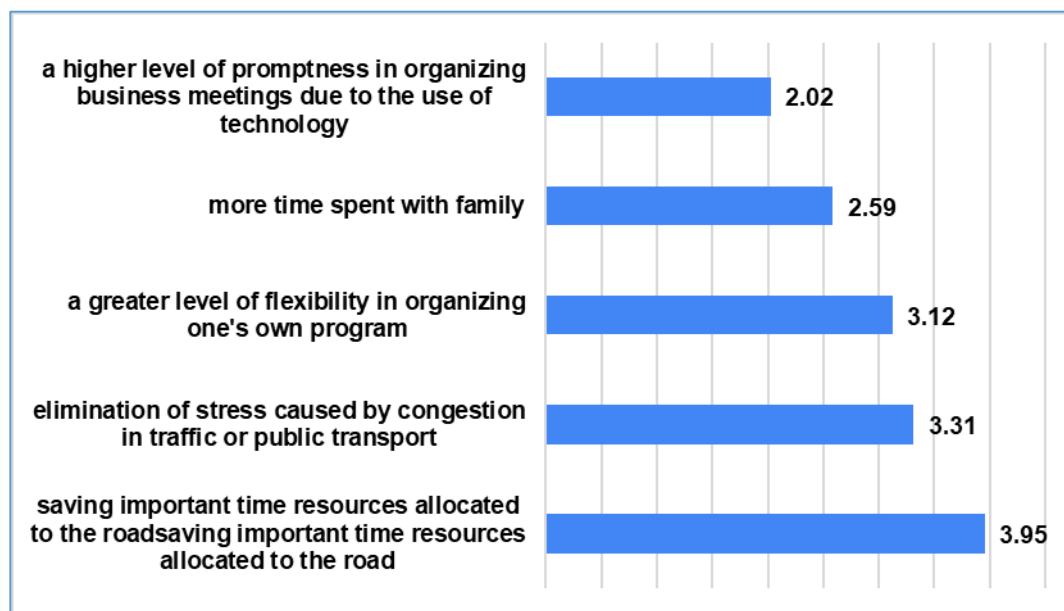 a higher level of promptness in organizing
business meetings due to the use of
technology
2.02
more time spent with family
2.59
a greater level of flexibility in organizing
one's own program
3.12
elimination of stress caused by congestion
in traffic or public transport
3.31
saving important time resources allocated
to the roadsaving important time resources
allocated to the road
3.95